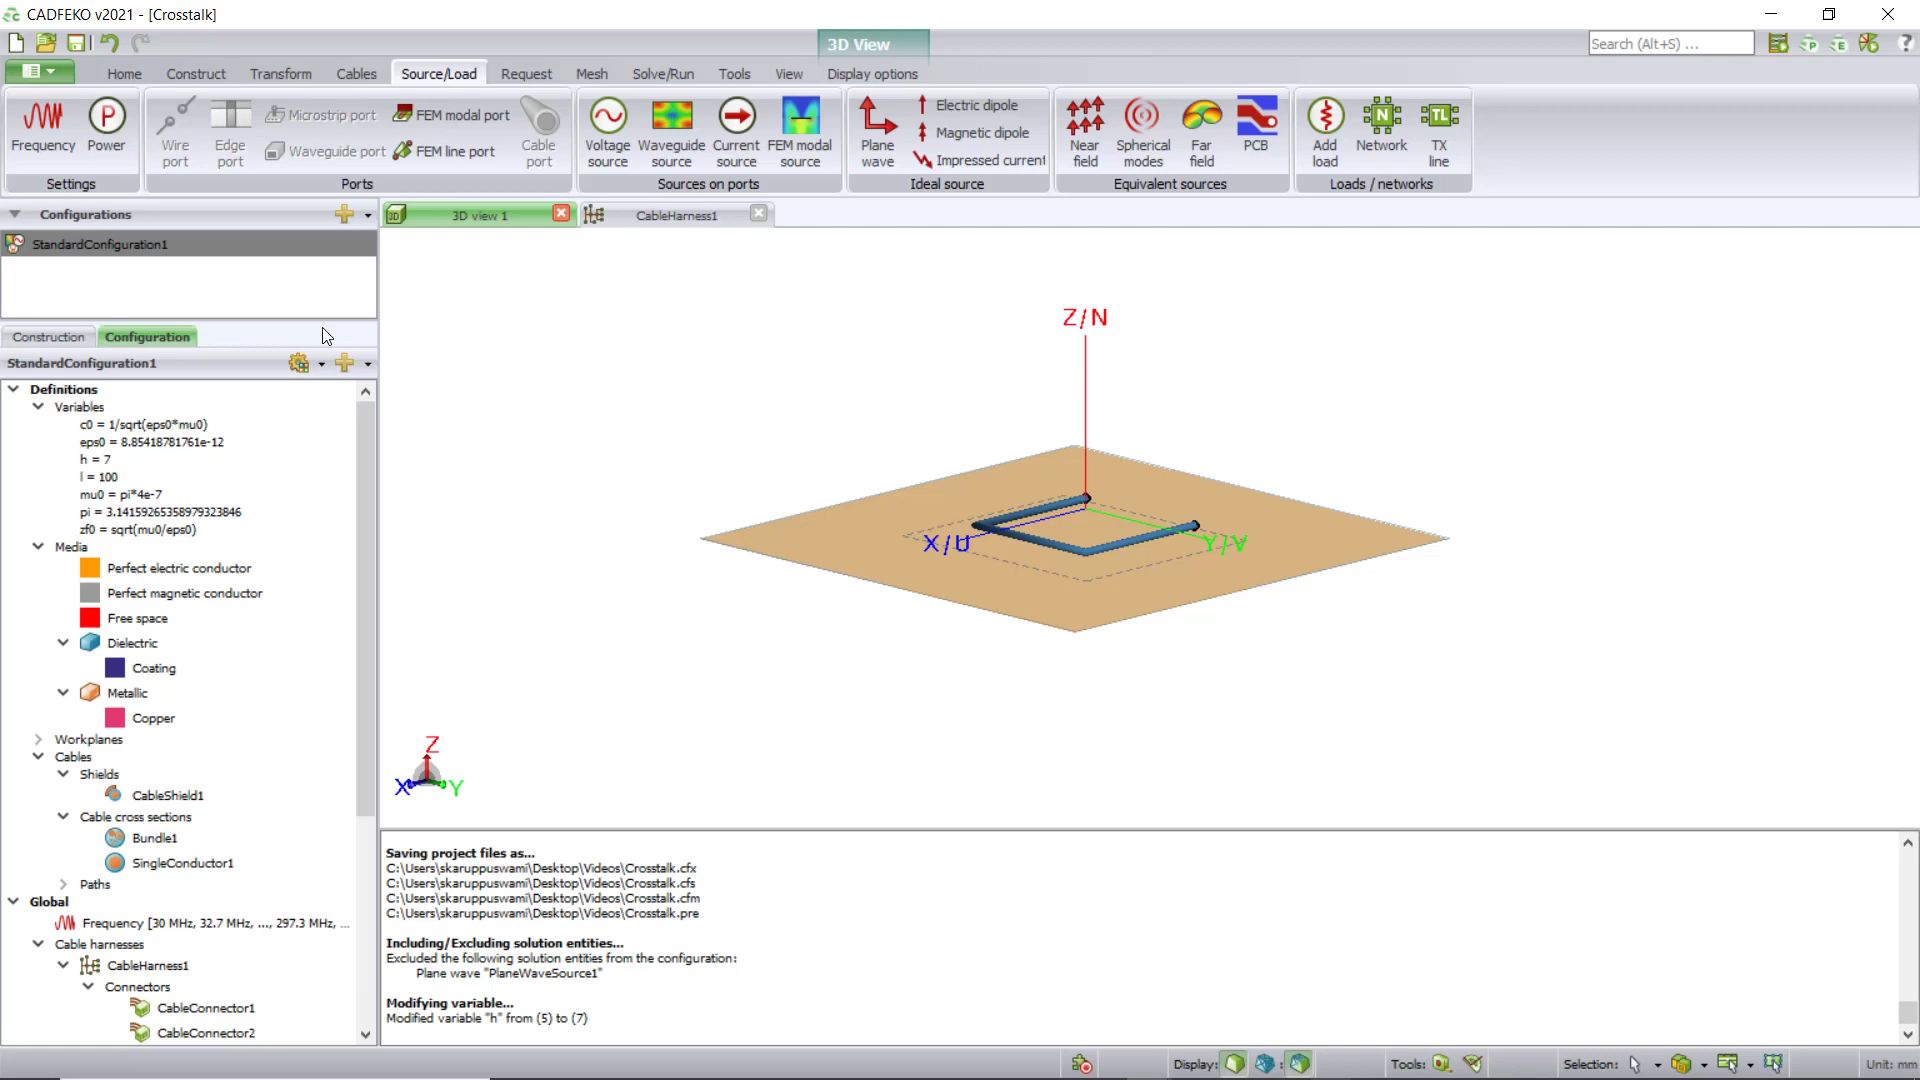 CADFEKO v2021 - [Crosstalk]
3D View
Search (Alt+S) ...
Home Construct Transform Cables Source/Load Request Mesh Solve/Run Tools View Display options
Frequency
Power
Settings
Wire port
Edge port
Microstrip port
Waveguide port
FEM modal port
FEM line port
Cable port
Ports
Voltage source
Waveguide source
Current source
FEM modal source
Sources on ports
Plane wave
Electric dipole
Magnetic dipole
Impressed current
Ideal source
Near field
Spherical modes
Far field
PCB
Equivalent sources
Add load
Network
TX line
Loads / networks
Configurations
StandardConfiguration1
3D view 1
CableHarness1
Construction
Configuration
StandardConfiguration1
Definitions
Variables
c0 = 1/sqrt(eps0*mu0)
eps0 = 8.85418781761e-12
h = 7
l = 100
mu0 = pi*4e-7
pi = 3.14159265358979323846
zf0 = sqrt(mu0/eps0)
Media
Perfect electric conductor
Perfect magnetic conductor
Free space
Dielectric
Coating
Metallic
Copper
Workplanes
Cables
Shields
CableShield1
Cable cross sections
Bundle1
SingleConductor1
Paths
Global
Frequency [30 MHz, 32.7 MHz, ..., 297.3 MHz, ...
Cable harnesses
CableHarness1
Connectors
CableConnector1
CableConnector2
Z/N
X/U
Y/V
Z
X
Y
Saving project files as...
C:\Users\skaruppuswami\Desktop\Videos\Crosstalk.cfx
C:\Users\skaruppuswami\Desktop\Videos\Crosstalk.cfs
C:\Users\skaruppuswami\Desktop\Videos\Crosstalk.cfm
C:\Users\skaruppuswami\Desktop\Videos\Crosstalk.pre
Including/Excluding solution entities...
Excluded the following solution entities from the configuration:
Plane wave "PlaneWaveSource1"
Modifying variable...
Modified variable "h" from (5) to (7)
Display:
Tools:
Selection:
Unit: mm